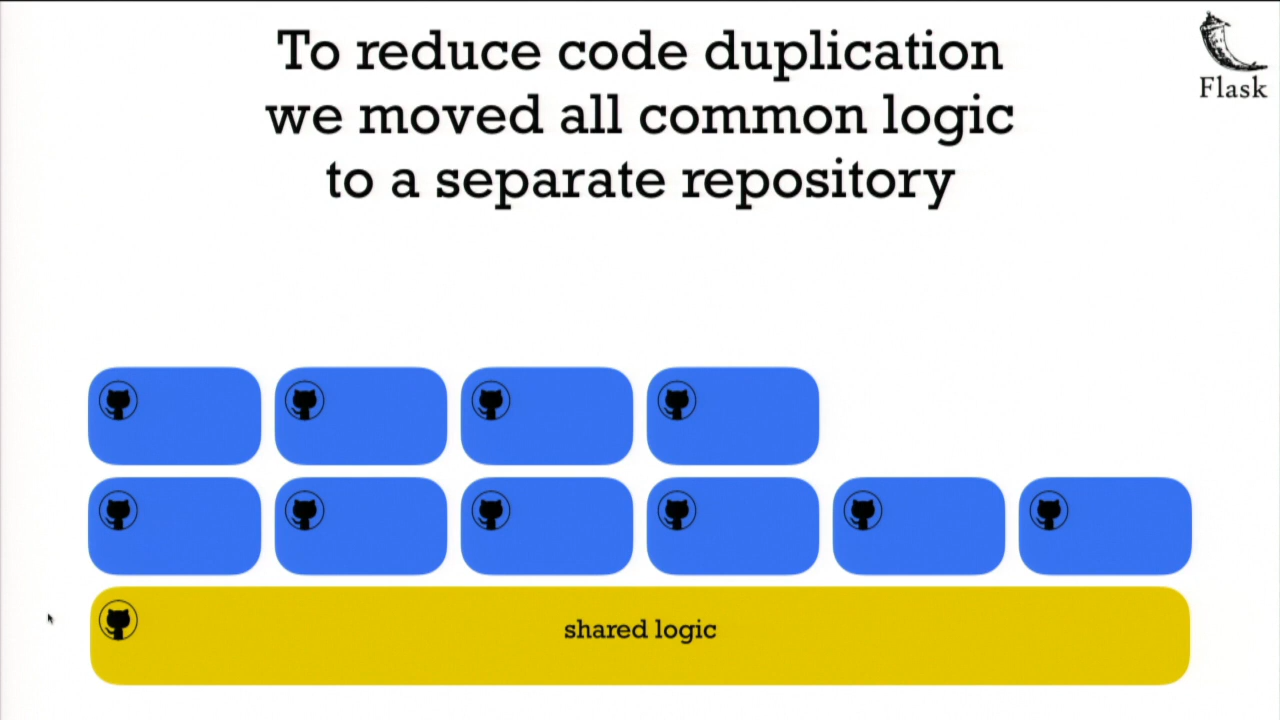 To reduce code duplication
we moved all common logic
to a separate repository
Flask
shared logic